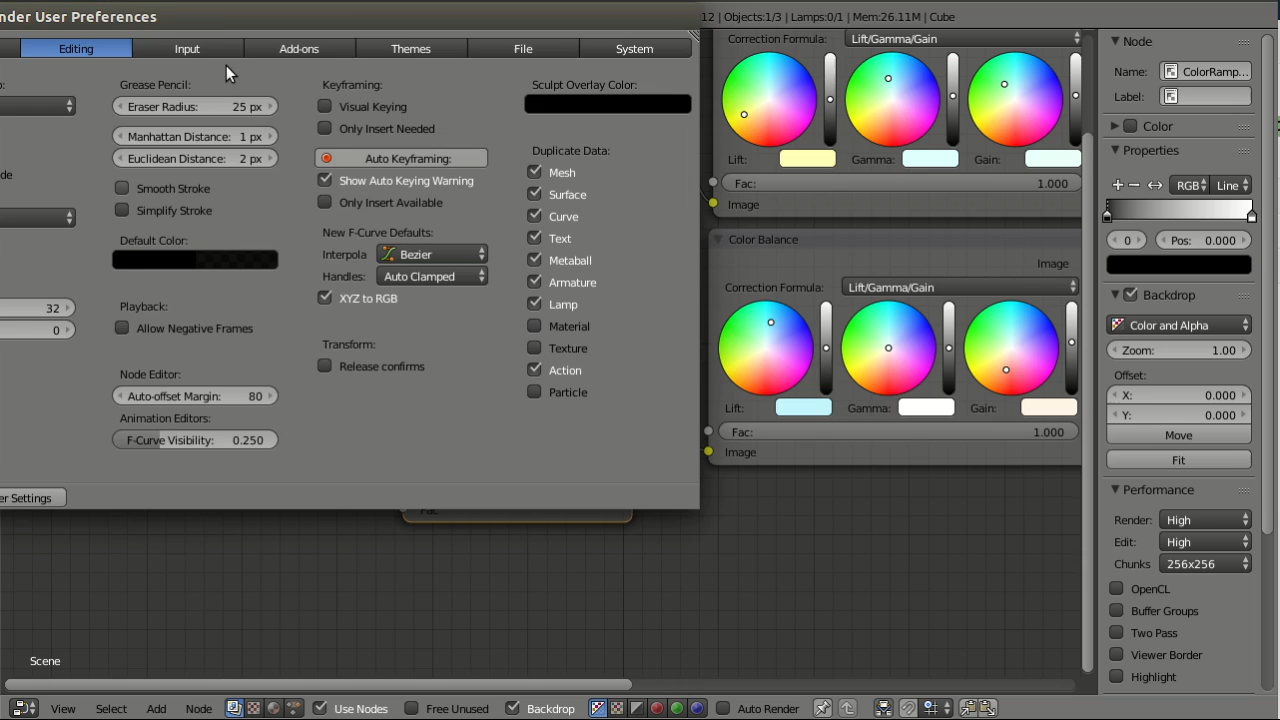 nder User Preferences
12 | Objects:1/3 | Lamps:0/1 | Mem:26.11M | Cube
Editing
Input
Add-ons
Themes
File
System
Grease Pencil:
Eraser Radius: 25 px
Manhattan Distance: 1 px
Euclidean Distance: 2 px
Smooth Stroke
Simplify Stroke
Default Color:
Playback:
Allow Negative Frames
Node Editor:
Auto-offset Margin: 80
Animation Editors:
F-Curve Visibility: 0.250
32
0
er Settings
Keyframing:
Visual Keying
Only Insert Needed
Auto Keyframing:
Show Auto Keying Warning
Only Insert Available
New F-Curve Defaults:
Interpola Bezier
Handles: Auto Clamped
XYZ to RGB
Transform:
Release confirms
Sculpt Overlay Color:
Duplicate Data:
Mesh
Surface
Curve
Text
Metaball
Armature
Lamp
Material
Texture
Action
Particle
Correction Formula: Lift/Gamma/Gain
Lift: Gamma: Gain:
Fac: 1.000
Image
Color Balance
Image
Correction Formula: Lift/Gamma/Gain
Lift: Gamma: Gain:
Fac: 1.000
Image
Fac
Node
Name: ColorRamp...
Label:
Color
Properties
RGB Line
0 Pos: 0.000
Backdrop
Color and Alpha
Zoom: 1.00
Offset:
X: 0.000
Y: 0.000
Move
Fit
Performance
Render: High
Edit: High
Chunks 256x256
OpenCL
Buffer Groups
Two Pass
Viewer Border
Highlight
Scene
View Select Add Node Use Nodes Free Unused Backdrop Auto Render